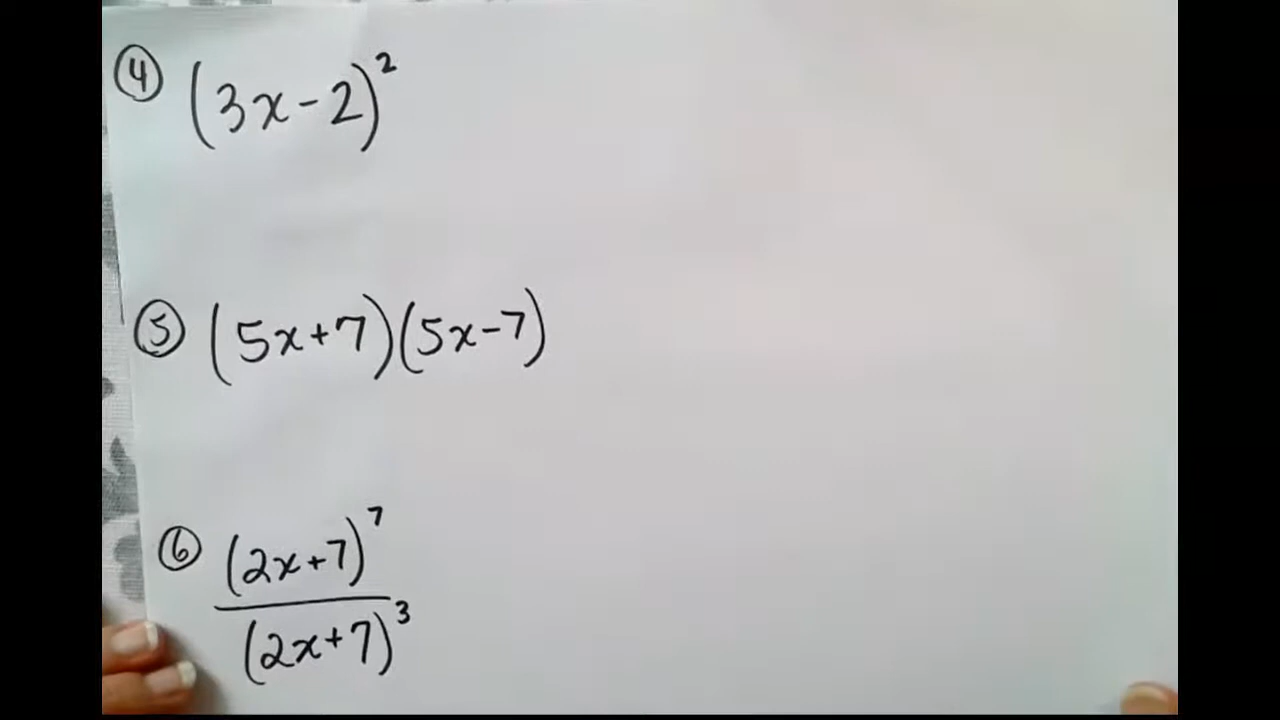 ④ (3x-2)²
⑤ (5x+7)(5x-7)
⑥ (2x+7)⁷
(2x+7)³